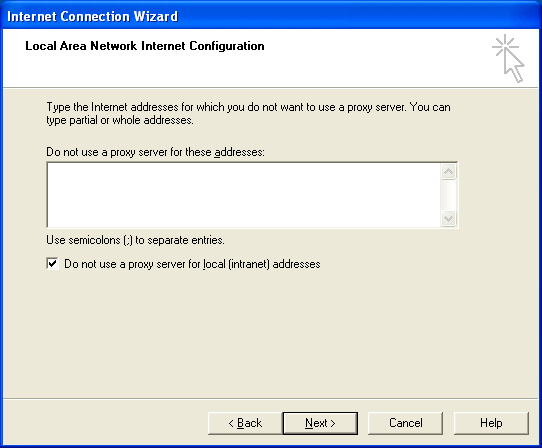 Internet Connection Wizard
Local Area Network Internet Configuration
Type the Internet addresses for which you do not want to use a proxy server. You can
type partial or whole addresses.
Do not use a proxy server for these addresses:
Use semicolons (;) to separate entries.
Do not use a proxy server for local (intranet) addresses
< Back Next > Cancel Help